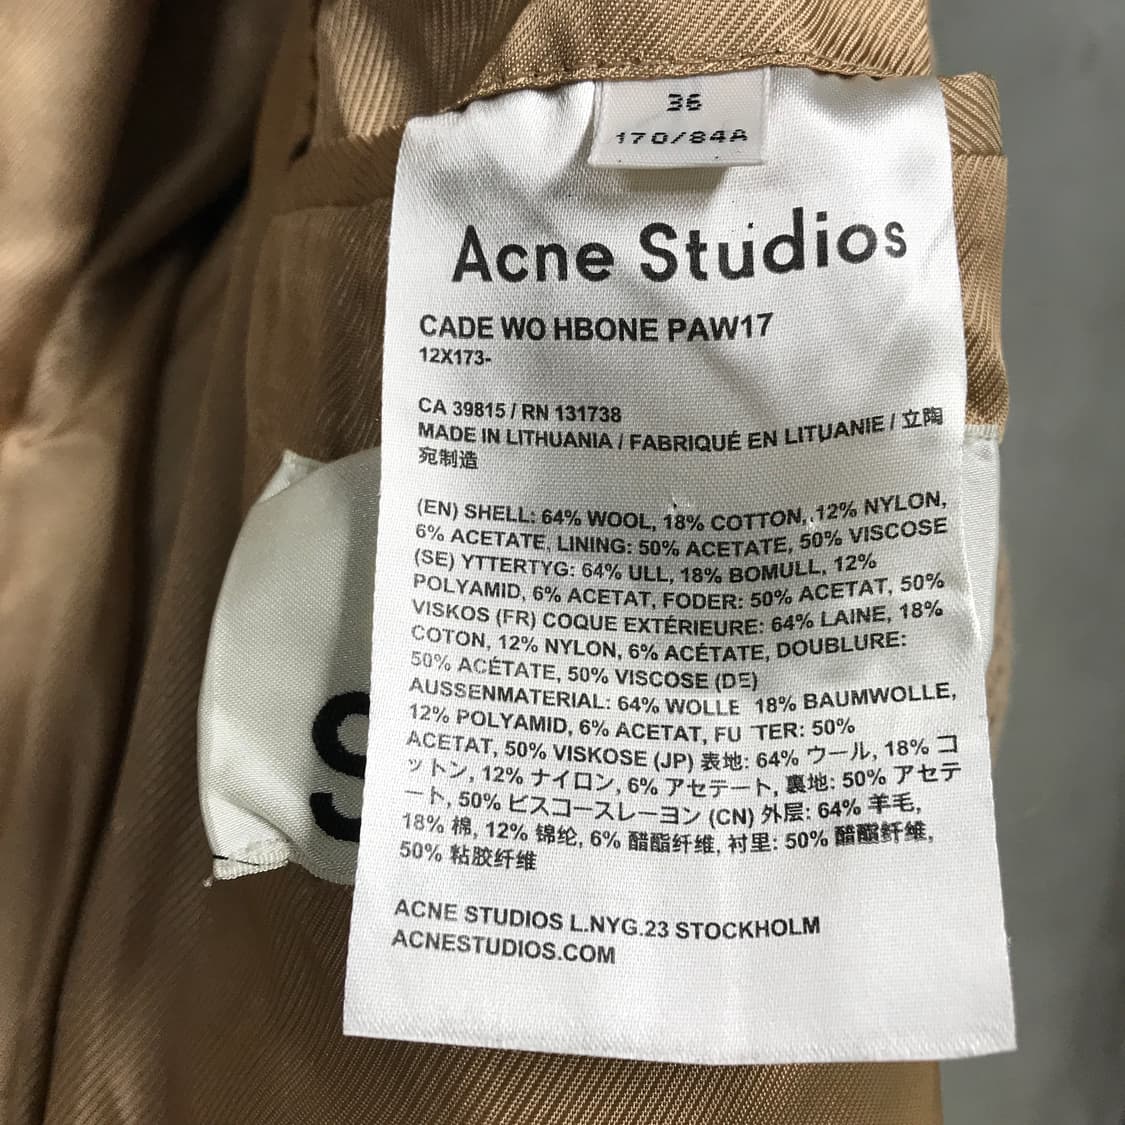 36
170/84A
Acne Studios
CADE WO HBONE PAW17
12X173-
CA 39815 / RN 131738
MADE IN LITHUANIA / FABRIQUÉ EN LITUANIE / 立陶
宛制造
(EN) SHELL: 64% WOOL, 18% COTTON, 12% NYLON,
6% ACETATE, LINING: 50% ACETATE, 50% VISCOSE
(SE) YTTERTYG: 64% ULL, 18% BOMULL, 12%
POLYAMID, 6% ACETAT, FODER: 50% ACETAT, 50%
VISKOS (FR) COQUE EXTÉRIEURE: 64% LAINE, 18%
COTON, 12% NYLON, 6% ACÉTATE, DOUBLURE:
50% ACÉTATE, 50% VISCOSE (DE)
AUSSENMATERIAL: 64% WOLLE 18% BAUMWOLLE,
12% POLYAMID, 6% ACETAT, FU TER: 50%
ACETAT, 50% VISKOSE (JP) 表地: 64% ウール, 18% コ
ットン, 12% ナイロン, 6% アセテート, 裏地: 50% アセテ
ート, 50% ビスコースレーヨン (CN) 外层: 64% 羊毛,
18% 棉, 12% 锦纶, 6% 醋酯纤维, 衬里: 50% 醋酯纤维,
50% 粘胶纤维
ACNE STUDIOS L.NYG.23 STOCKHOLM
ACNESTUDIOS.COM
S